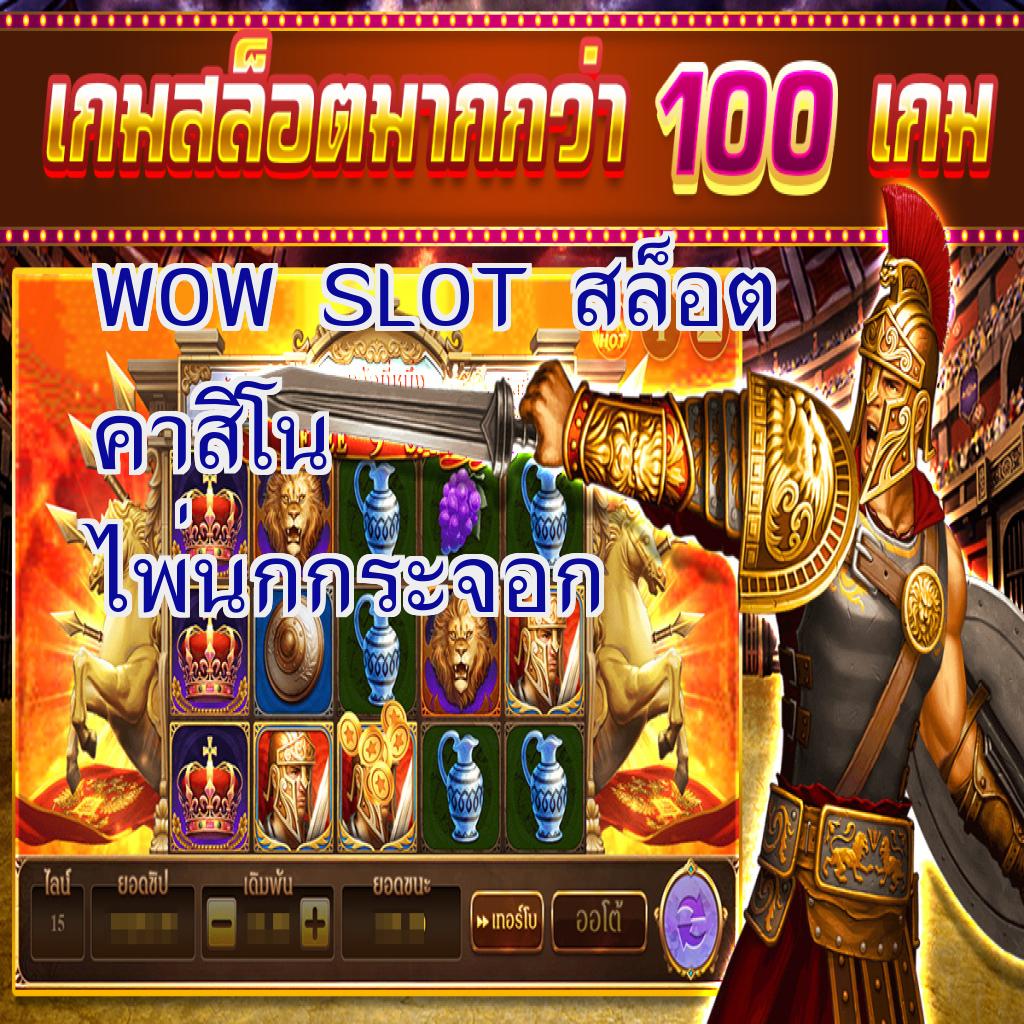 เกมสล็อตมากกว่า 100 เกม
WOW SLOT สล็อต
HOT
คาสิโน
ไพ่นกกระจอก
ไลน์ ยอดชิป เดิมพัน ยอดชนะ
15 - + เทอร์โบ ออโต้